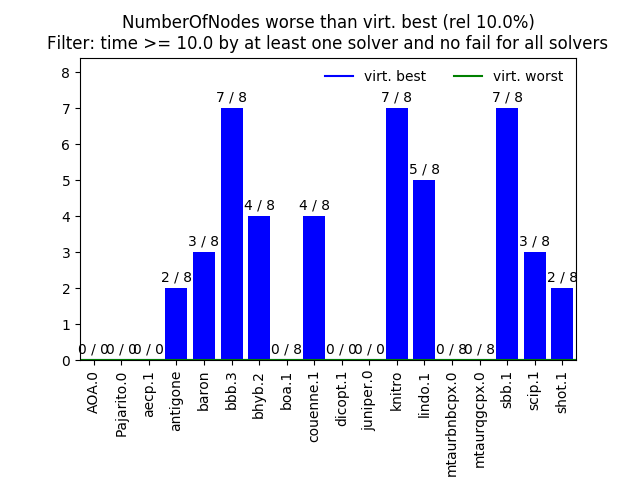 NumberOfNodes worse than virt. best (rel 10.0%)
Filter: time >= 10.0 by at least one solver and no fail for all solvers
virt. best
virt. worst
8
7
6
5
4
3
2
1
0
0 / 0
0 / 0
0 / 0
2 / 8
3 / 8
7 / 8
4 / 8
0 / 8
4 / 8
0 / 0
0 / 0
7 / 8
5 / 8
0 / 8
0 / 8
7 / 8
3 / 8
2 / 8
AOA.0
Pajarito.0
aecp.1
antigone
baron
bbb.3
bhyb.2
boa.1
couenne.1
dicopt.1
juniper.0
knitro
lindo.1
mtaurbnbcpx.0
mtaurqgcpx.0
sbb.1
scip.1
shot.1